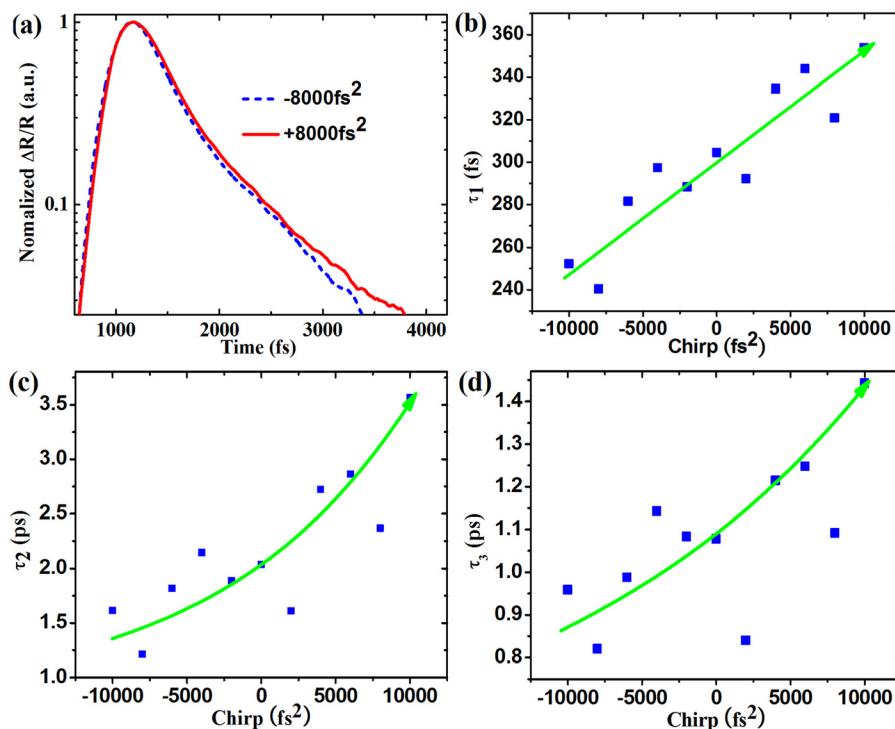 (a)
Nomalized ΔR/R (a.u.)
1
0.1
-8000fs²
+8000fs²
1000 2000 3000 4000
Time (fs)
(b)
τ1 (fs)
360
340
320
300
280
260
240
-10000 -5000 0 5000 10000
Chirp (fs²)
(c)
τ2 (ps)
3.5
3.0
2.5
2.0
1.5
1.0
-10000 -5000 0 5000 10000
Chirp (fs²)
(d)
τ₃ (ps)
1.4
1.3
1.2
1.1
1.0
0.9
0.8
-10000 -5000 0 5000 10000
Chirp (fs²)